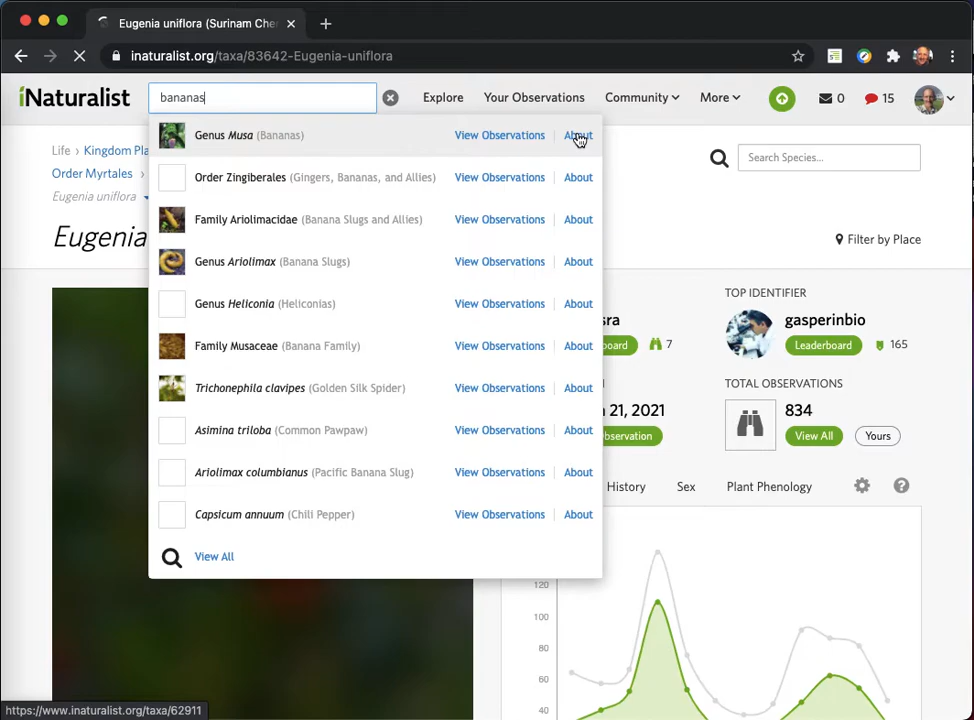 Eugenia uniflora (Surinam Che
inaturalist.org/taxa/83642-Eugenia-uniflora
iNaturalist
bananas
Explore
Your Observations
Community
More
0
15
Genus Musa (Bananas) View Observations About
Order Zingiberales (Gingers, Bananas, and Allies) View Observations About
Family Ariolimacidae (Banana Slugs and Allies) View Observations About
Genus Ariolimax (Banana Slugs) View Observations About
Genus Heliconia (Heliconias) View Observations About
Family Musaceae (Banana Family) View Observations About
Trichonephila clavipes (Golden Silk Spider) View Observations About
Asimina triloba (Common Pawpaw) View Observations About
Ariolimax columbianus (Pacific Banana Slug) View Observations About
Capsicum annuum (Chili Pepper) View Observations About
View All
Life › Kingdom Pla
Order Myrtales ›
Eugenia uniflora
Eugenia
Search Species...
Filter by Place
sra
board
7
TOP IDENTIFIER
gasperinbio
Leaderboard
165
N
21, 2021
bservation
TOTAL OBSERVATIONS
834
View All
Yours
History
Sex
Plant Phenology
?
120
100
80
60
40
https://www.inaturalist.org/taxa/62911